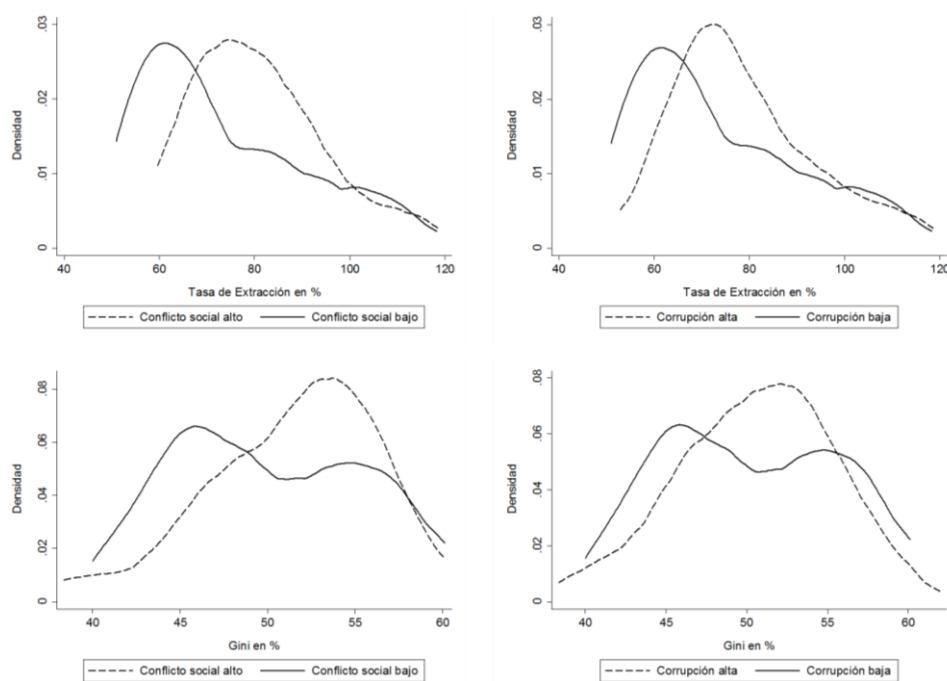 Densidad
.03
.02
.01
0
40 60 80 100 120
Tasa de Extracción en %
Conflicto social alto Conflicto social bajo
Densidad
.03
.02
.01
0
40 60 80 100 120
Tasa de Extracción en %
Corrupción alta Corrupción baja
Densidad
.08
.06
.04
.02
0
40 45 50 55 60
Gini en %
Conflicto social alto Conflicto social bajo
Densidad
.08
.06
.04
.02
0
40 45 50 55 60
Gini en %
Corrupción alta Corrupción baja